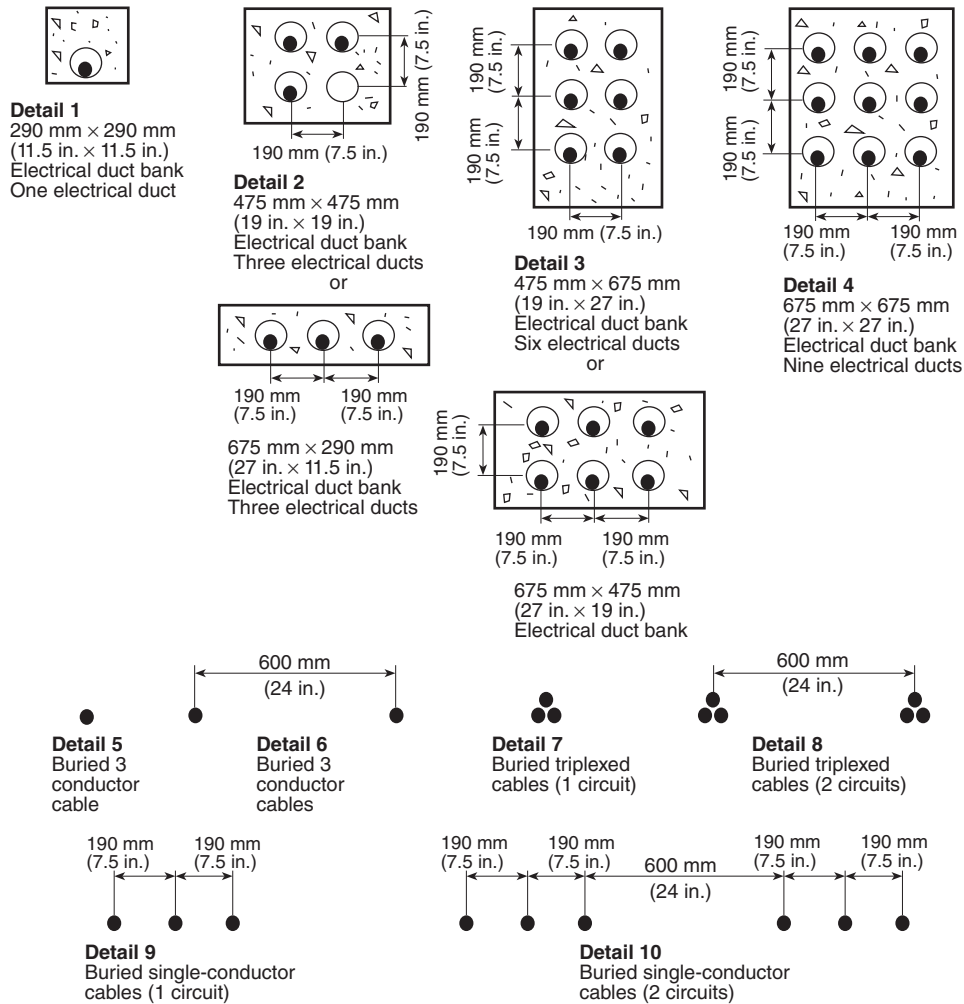 Detail 1
290 mm × 290 mm
(11.5 in. × 11.5 in.)
Electrical duct bank
One electrical duct
190 mm (7.5 in.)
190 mm (7.5 in.)
Detail 2
475 mm × 475 mm
(19 in. × 19 in.)
Electrical duct bank
Three electrical ducts
or
190 mm
(7.5 in.)
190 mm
(7.5 in.)
675 mm × 290 mm
(27 in. × 11.5 in.)
Electrical duct bank
Three electrical ducts
190 mm
(7.5 in.)
190 mm
(7.5 in.)
190 mm (7.5 in.)
Detail 3
475 mm × 675 mm
(19 in. × 27 in.)
Electrical duct bank
Six electrical ducts
or
190 mm
(7.5 in.)
190 mm
(7.5 in.)
190 mm
(7.5 in.)
675 mm × 475 mm
(27 in. × 19 in.)
Electrical duct bank
190 mm
(7.5 in.)
190 mm
(7.5 in.)
190 mm
(7.5 in.)
190 mm
(7.5 in.)
Detail 4
675 mm × 675 mm
(27 in. × 27 in.)
Electrical duct bank
Nine electrical ducts
Detail 5
Buried 3
conductor
cable
600 mm
(24 in.)
Detail 6
Buried 3
conductor
cables
Detail 7
Buried triplexed
cables (1 circuit)
600 mm
(24 in.)
Detail 8
Buried triplexed
cables (2 circuits)
190 mm
(7.5 in.)
190 mm
(7.5 in.)
Detail 9
Buried single-conductor
cables (1 circuit)
190 mm
(7.5 in.)
190 mm
(7.5 in.)
600 mm
(24 in.)
190 mm
(7.5 in.)
190 mm
(7.5 in.)
Detail 10
Buried single-conductor
cables (2 circuits)